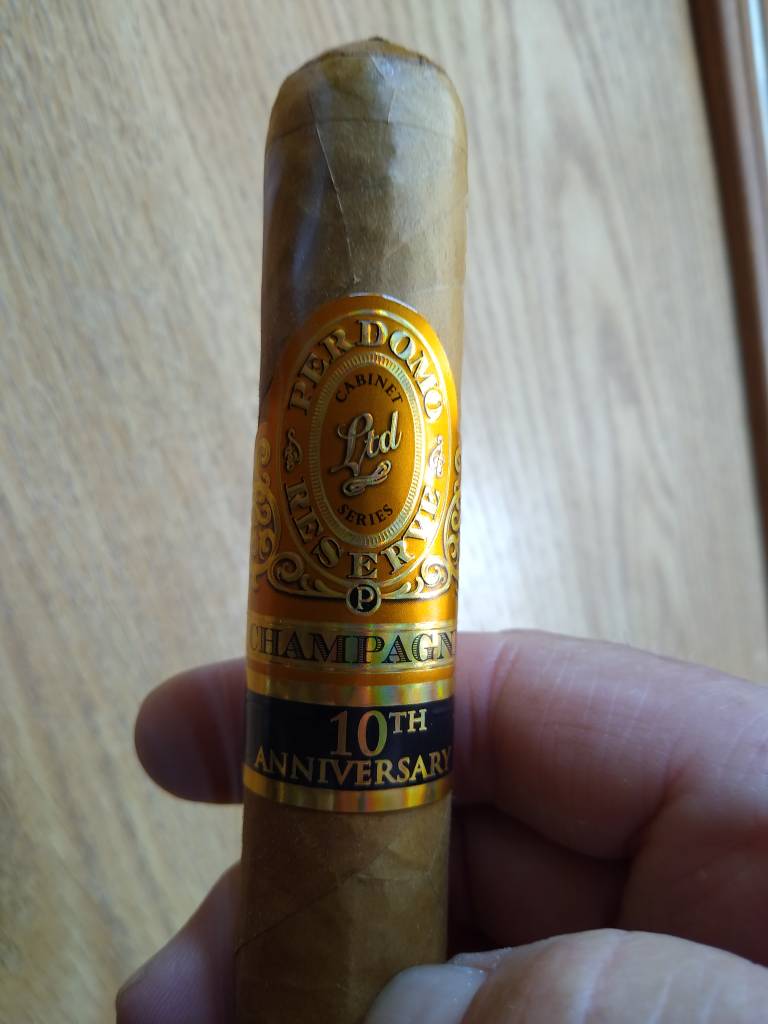 PERDOMO
CABINET
Ltd
SERIES
RESERVE
P
CHAMPAGN
10TH
ANNIVERSARY